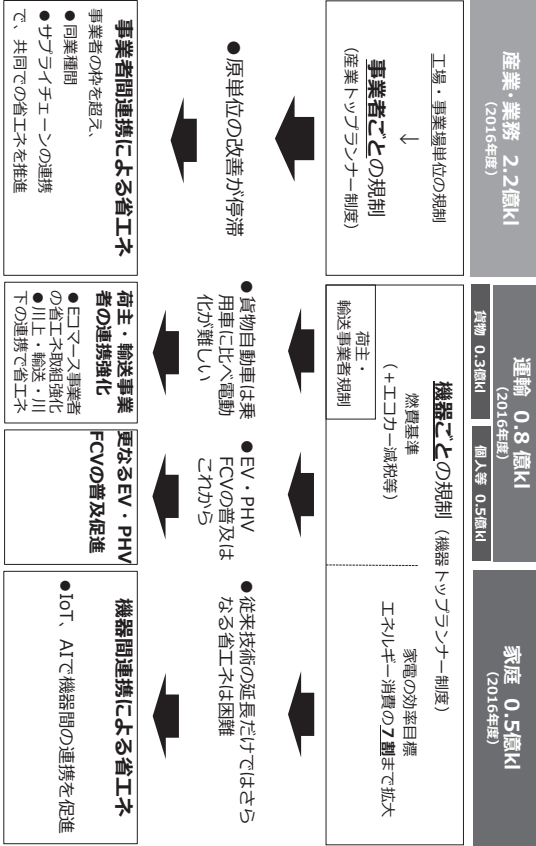 産業・業務 2.2億kl
(2016年度)
運輸 0.8 億kl
(2016年度)
貨物 0.3億kl
個人等 0.5億kl
家庭 0.5億kl
(2016年度)
工場・事業場単位の規制
↓
事業者ごとの規制
(産業トップランナー制度)
機器ごとの規制（機器トップランナー制度）
燃費基準
(+エコカー減税等)
荷主・
輸送事業者規制
家電の効率目標
エネルギー消費の7割まで拡大
●原単位の改善が停滞
●貨物自動車は乗
用車に比べ電動
化が難しい
●EV・PHV
FCVの普及は
これから
●従来技術の延長だけではさら
なる省エネは困難
事業者間連携による省エネ
事業者の枠を超え、
●同業種間
●サプライチェーンの連携
で、共同での省エネを推進
荷主・輸送事業
者の連携強化
●Eコマース事業者
の省エネ取組強化
●川上・輸送・川
下の連携で省エネ
更なるEV・PHV
FCVの普及促進
機器間連携による省エネ
●IoT、AIで機器間の連携を促進